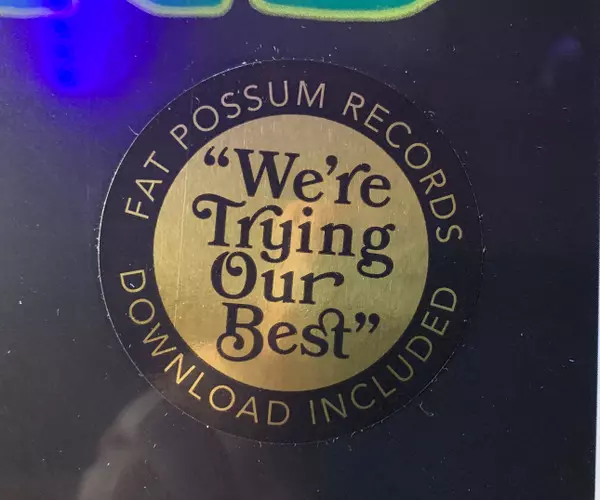 FAT POSSUM RECORDS
“We’re
Trying
Our
Best”
DOWNLOAD INCLUDED